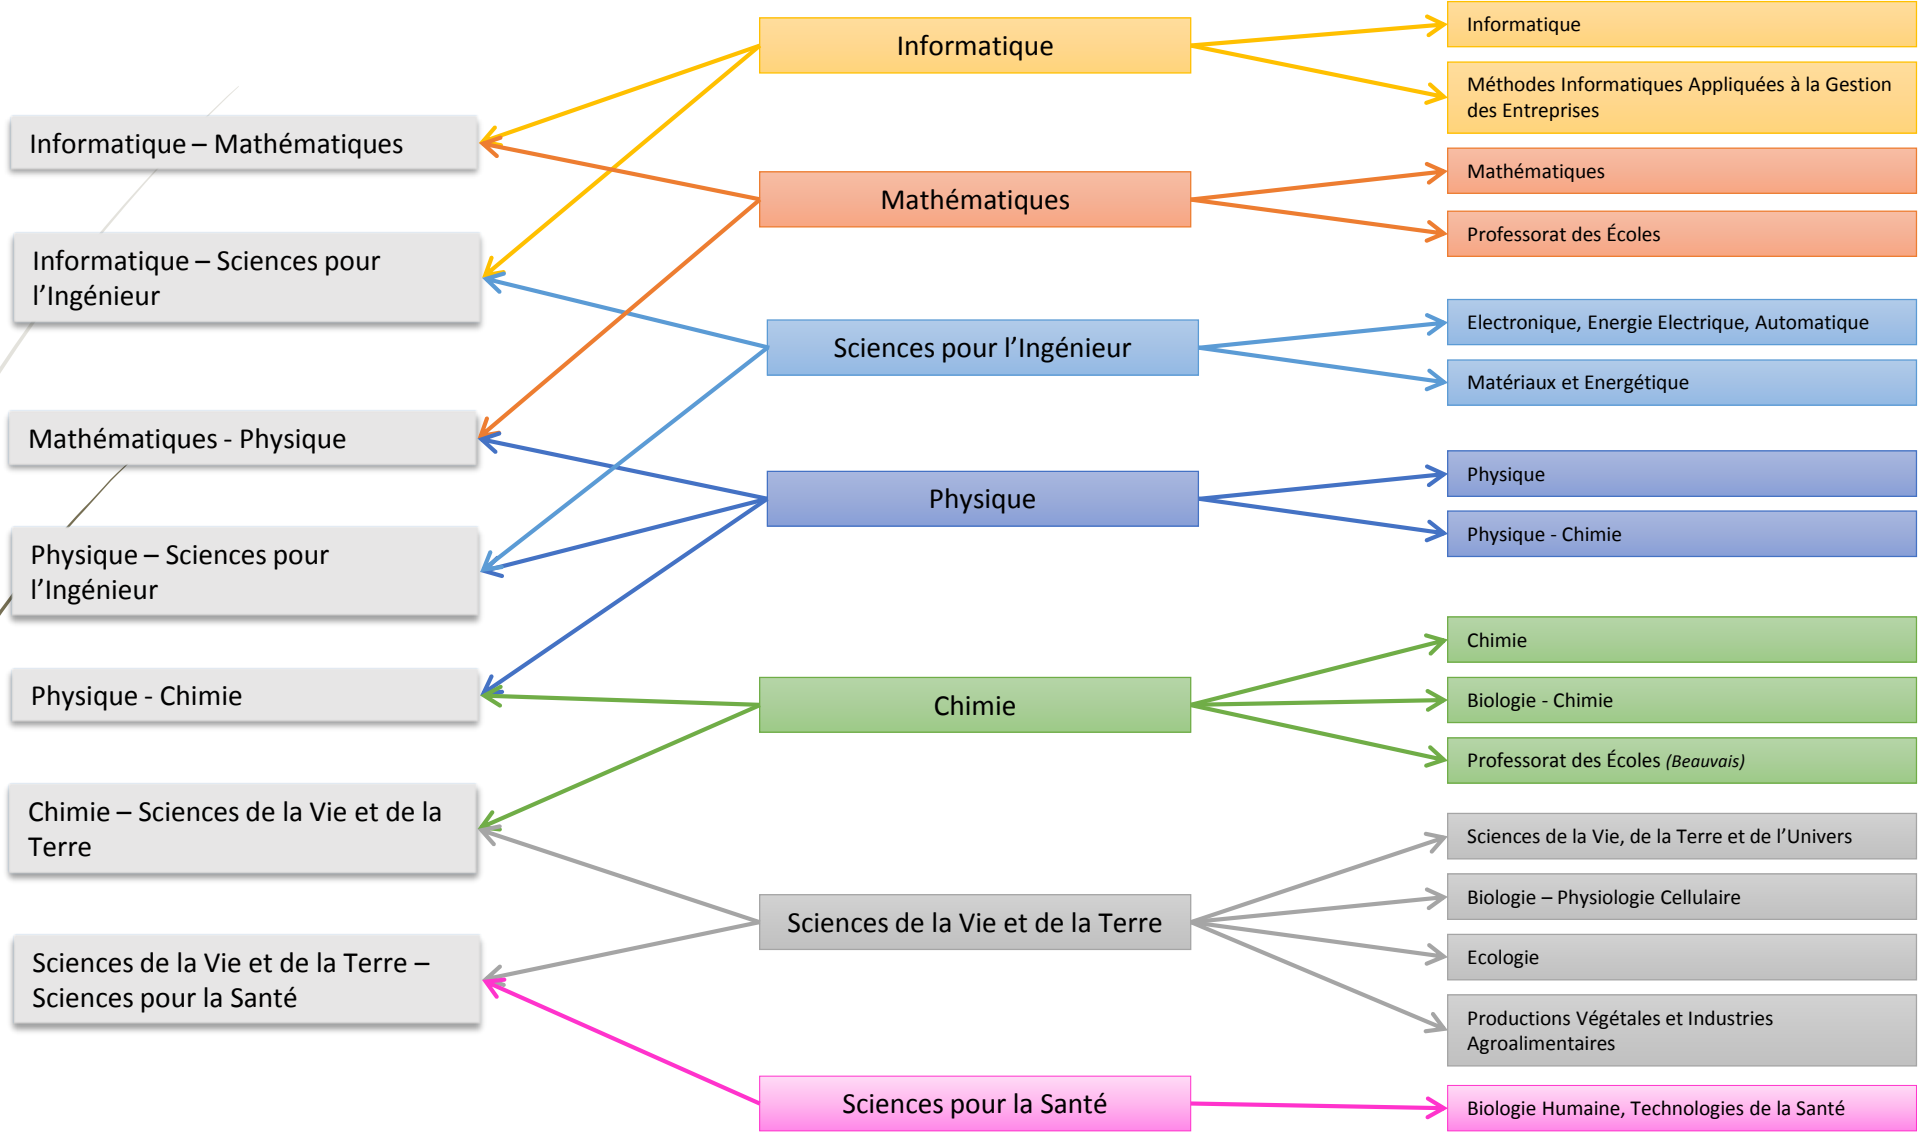 Informatique – Mathématiques
Informatique – Sciences pour
l’Ingénieur
Mathématiques - Physique
Physique – Sciences pour
l’Ingénieur
Physique - Chimie
Chimie – Sciences de la Vie et de la
Terre
Sciences de la Vie et de la Terre –
Sciences pour la Santé
Informatique
Mathématiques
Sciences pour l’Ingénieur
Physique
Chimie
Sciences de la Vie et de la Terre
Sciences pour la Santé
Informatique
Méthodes Informatiques Appliquées à la Gestion
des Entreprises
Mathématiques
Professorat des Écoles
Electronique, Energie Electrique, Automatique
Matériaux et Energétique
Physique
Physique - Chimie
Chimie
Biologie - Chimie
Professorat des Écoles (Beauvais)
Sciences de la Vie, de la Terre et de l’Univers
Biologie – Physiologie Cellulaire
Ecologie
Productions Végétales et Industries
Agroalimentaires
Biologie Humaine, Technologies de la Santé